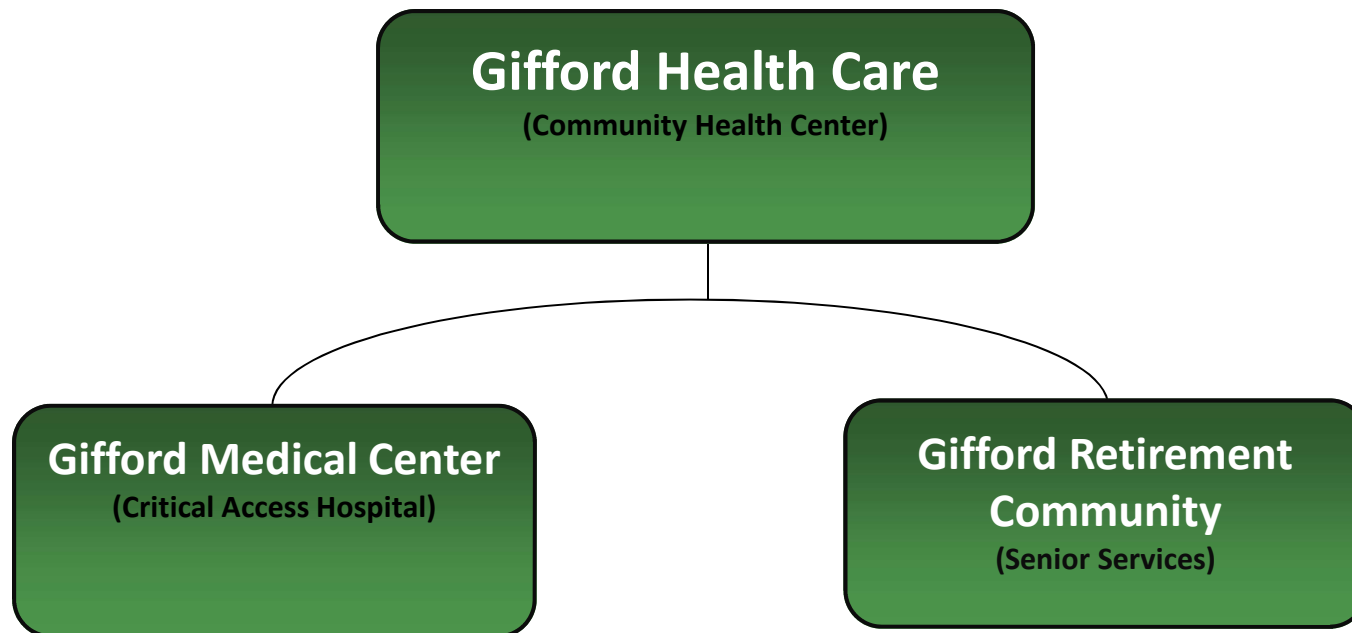 Gifford Health Care
(Community Health Center)
Gifford Medical Center
(Critical Access Hospital)
Gifford Retirement
Community
(Senior Services)